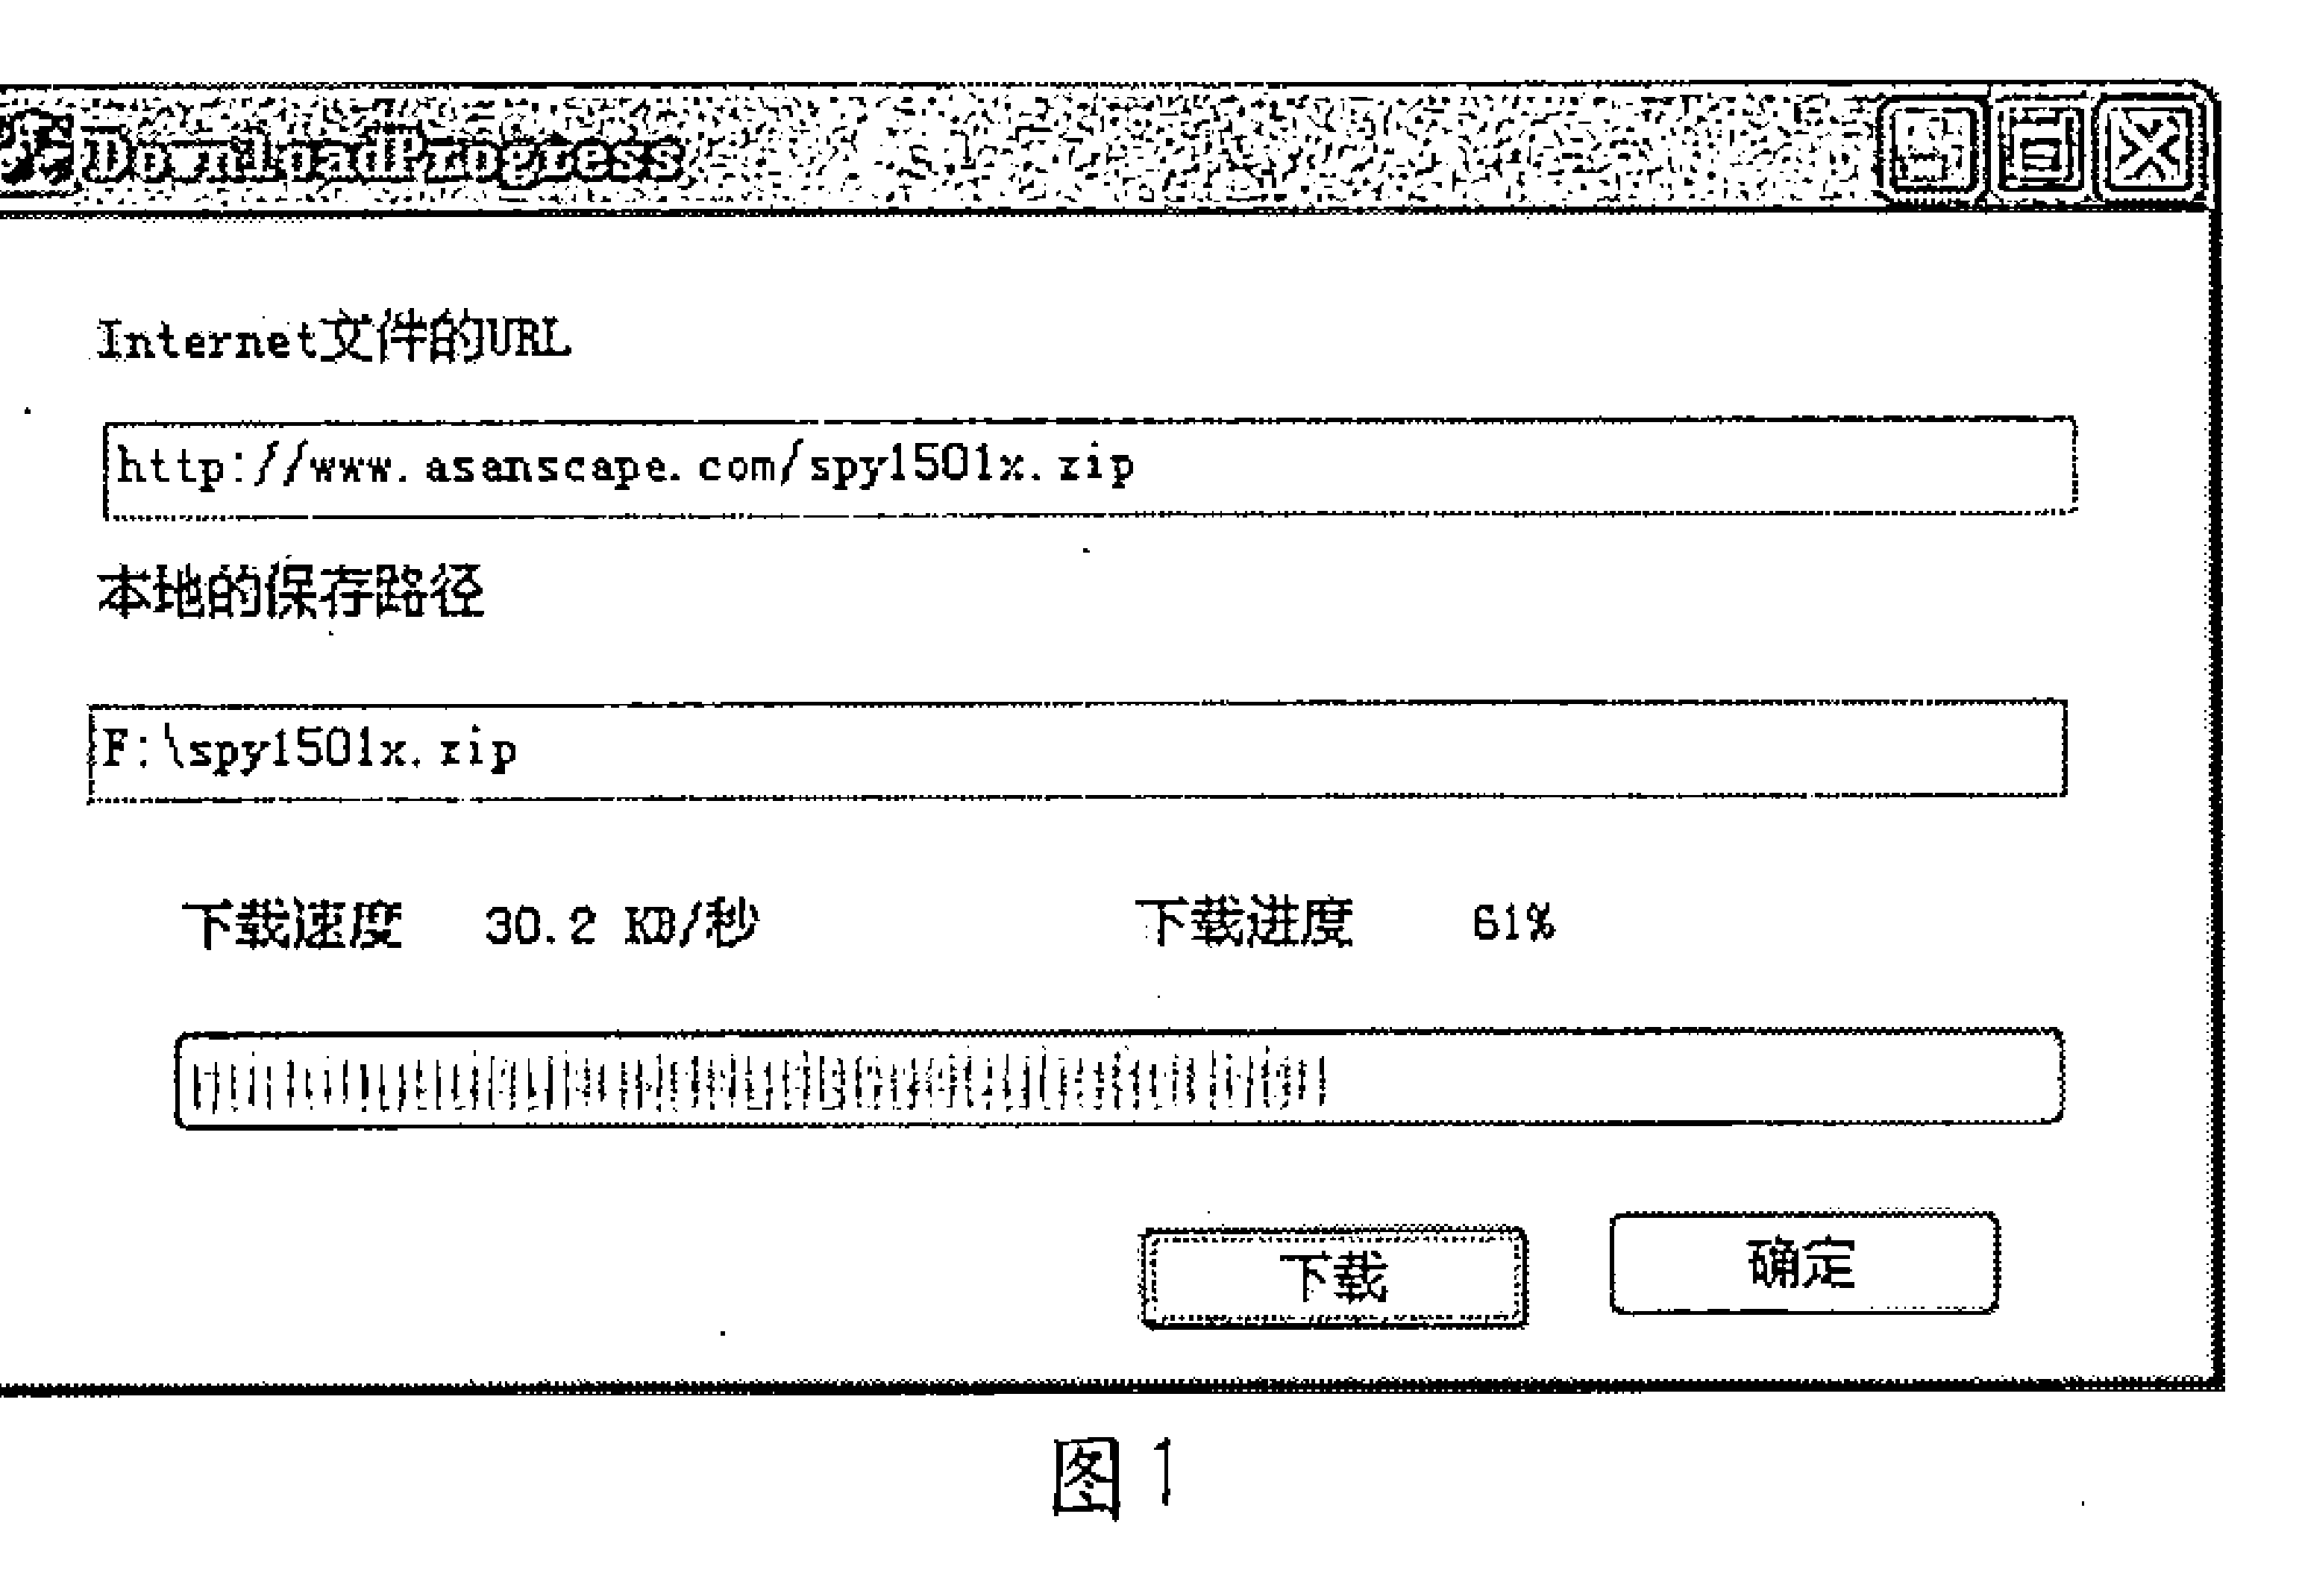 DownloadProgress
Internet文件的URL
http://www.asanscape.com/spy1501x.zip
本地的保存路径
F:\spy1501x.zip
下载速度 30.2 KB/秒 下载进度 61%
下载 确定
图1